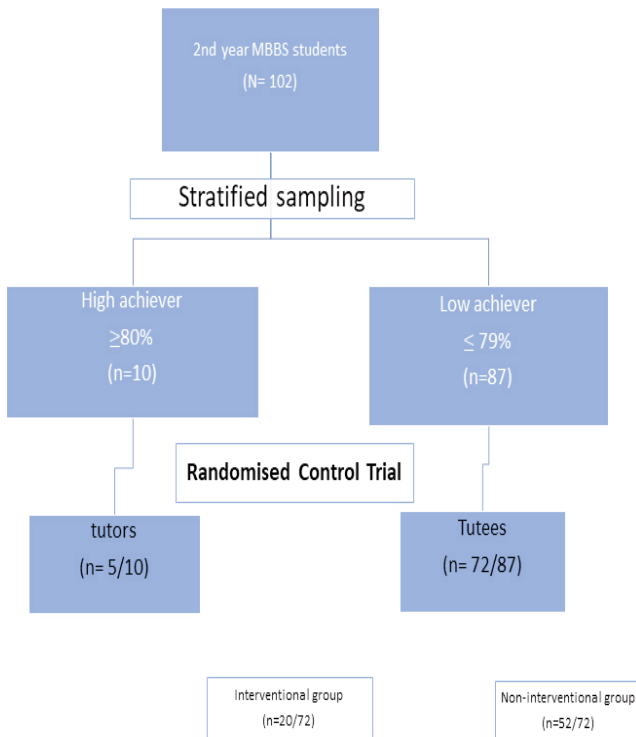 2nd year MBBS students
(N= 102)
Stratified sampling
High achiever
≥80%
(n=10)
Low achiever
≤ 79%
(n=87)
Randomised Control Trial
tutors
(n= 5/10)
Tutees
(n= 72/87)
Interventional group
(n=20/72)
Non-interventional group
(n=52/72)